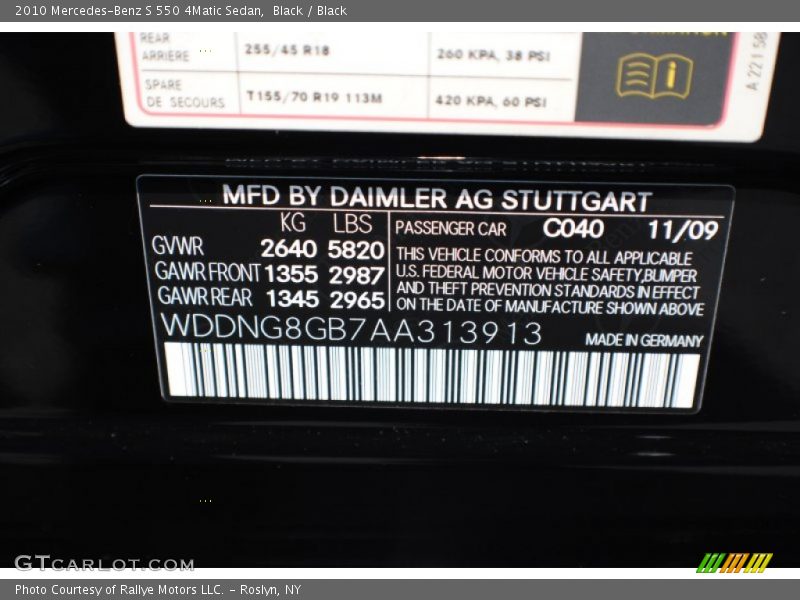 2010 Mercedes-Benz S 550 4Matic Sedan, Black / Black
REAR
ARRIÈRE
255/45 R18
260 KPA, 38 PSI
SPARE
DE SECOURS
T155/70 R19 113M
420 KPA, 60 PSI
A 221 58
MFD BY DAIMLER AG STUTTGART
KG LBS
GVWR 2640 5820
GAWR FRONT 1355 2987
GAWR REAR 1345 2965
PASSENGER CAR C040 11/09
THIS VEHICLE CONFORMS TO ALL APPLICABLE
U.S. FEDERAL MOTOR VEHICLE SAFETY,BUMPER
AND THEFT PREVENTION STANDARDS IN EFFECT
ON THE DATE OF MANUFACTURE SHOWN ABOVE
WDDNG8GB7AA313913
MADE IN GERMANY
GTCARLOT.COM
Photo Courtesy of Rallye Motors LLC. - Roslyn, NY